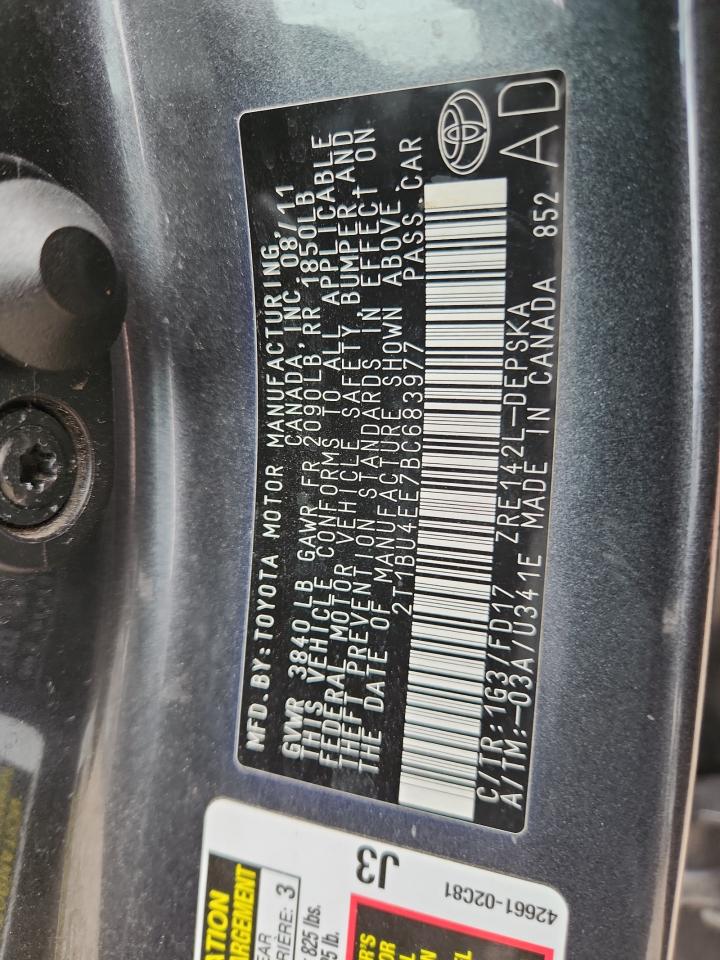 MFD.BY:TOYOTA MOTOR MANUFACTURING,
CANADA, INC. 08/11
GVWR 3840LB GAWR FR 2090LB, RR 1850LB
THIS VEHICLE CONFORMS TO ALL APPLICABLE
FEDERAL MOTOR VEHICLE SAFETY, BUMPER, AND
THEFT PREVENTION STANDARDS IN EFFECT ON
THE DATE OF MANUFACTURE SHOWN ABOVE.
2T1BU4EE7BC683977 PASS.CAR
C/TR:1G3/FD17 ZRE142L-DEPSKA
A/TM:-03A/U341E MADE IN CANADA 852 AD
J3
42661-02C81
3
825 lbs.